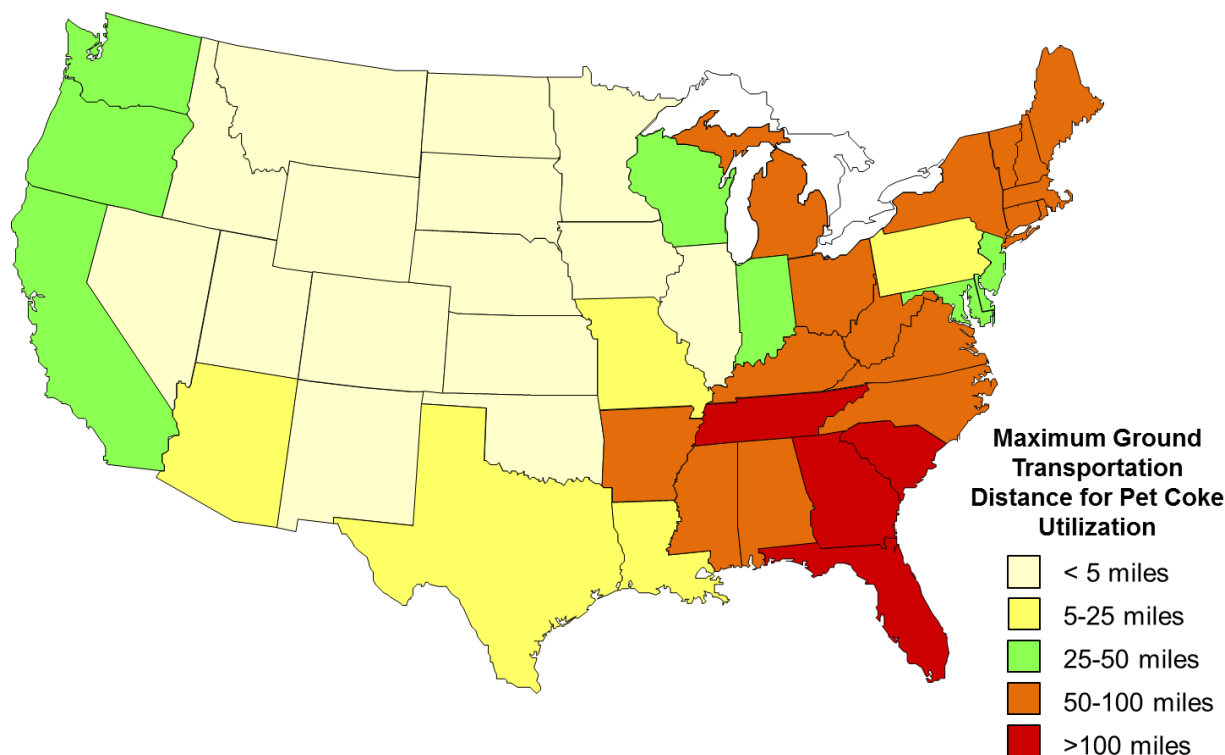 Maximum Ground
Transportation
Distance for Pet Coke
Utilization
< 5 miles
5-25 miles
25-50 miles
50-100 miles
>100 miles